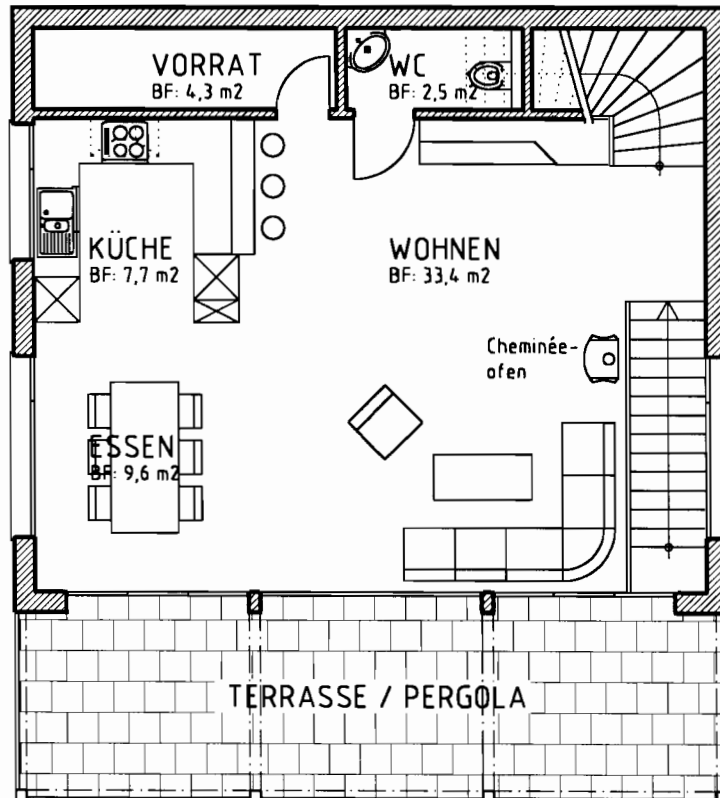 VORRAT
BF: 4,3 m2
WC
BF: 2,5 m2
KÜCHE
BF: 7,7 m2
WOHNEN
BF: 33,4 m2
Cheminée-
ofen
ESSEN
BF: 9,6 m2
TERRASSE / PERGOLA